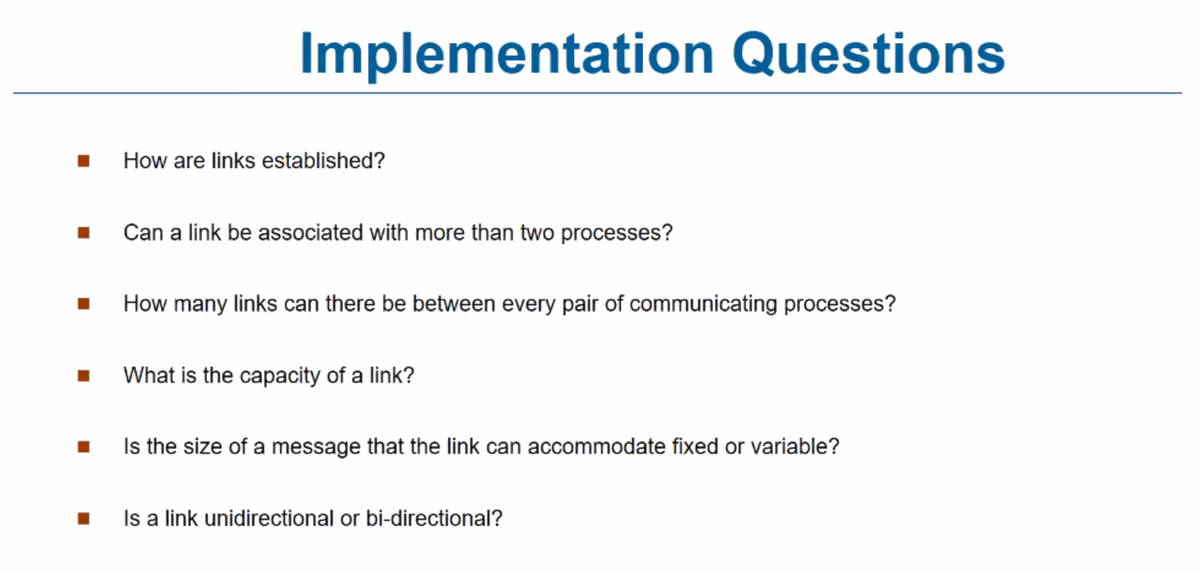 Implementation Questions
How are links established?
Can a link be associated with more than two processes?
How many links can there be between every pair of communicating processes?
What is the capacity of a link?
Is the size of a message that the link can accommodate fixed or variable?
Is a link unidirectional or bi-directional?